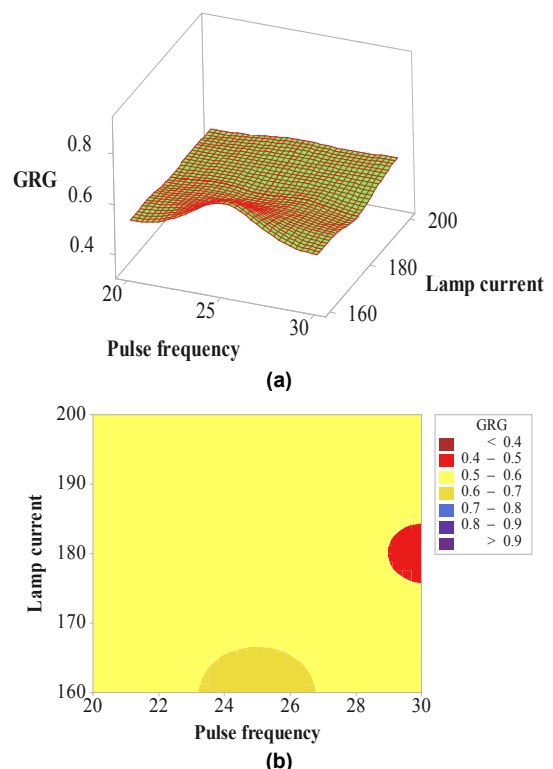 0.8
GRG
0.6
0.4
200
180
Lamp current
160
20
25
30
Pulse frequency
(a)
200
190
180
170
160
Lamp current
20 22 24 26 28 30
Pulse frequency
GRG
< 0.4
0.4 – 0.5
0.5 – 0.6
0.6 – 0.7
0.7 – 0.8
0.8 – 0.9
> 0.9
(b)